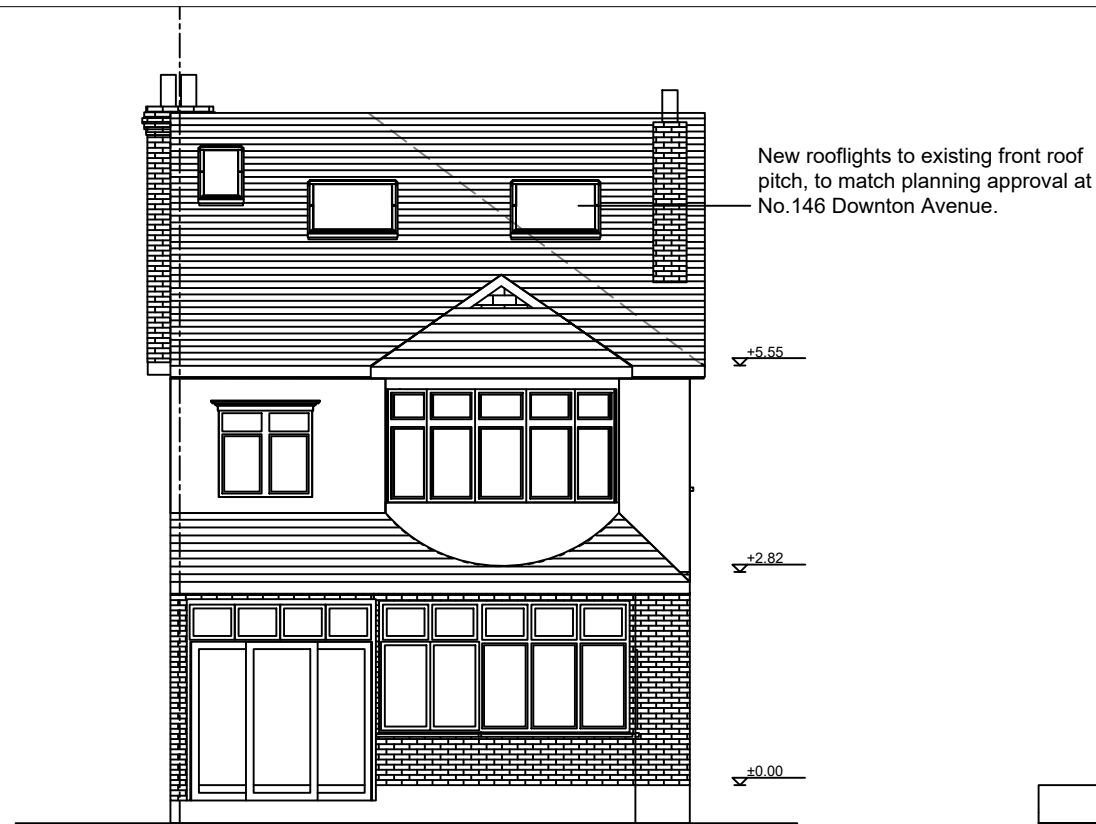 New rooflights to existing front roof
pitch, to match planning approval at
No.146 Downton Avenue.
+5.55
+2.82
±0.00